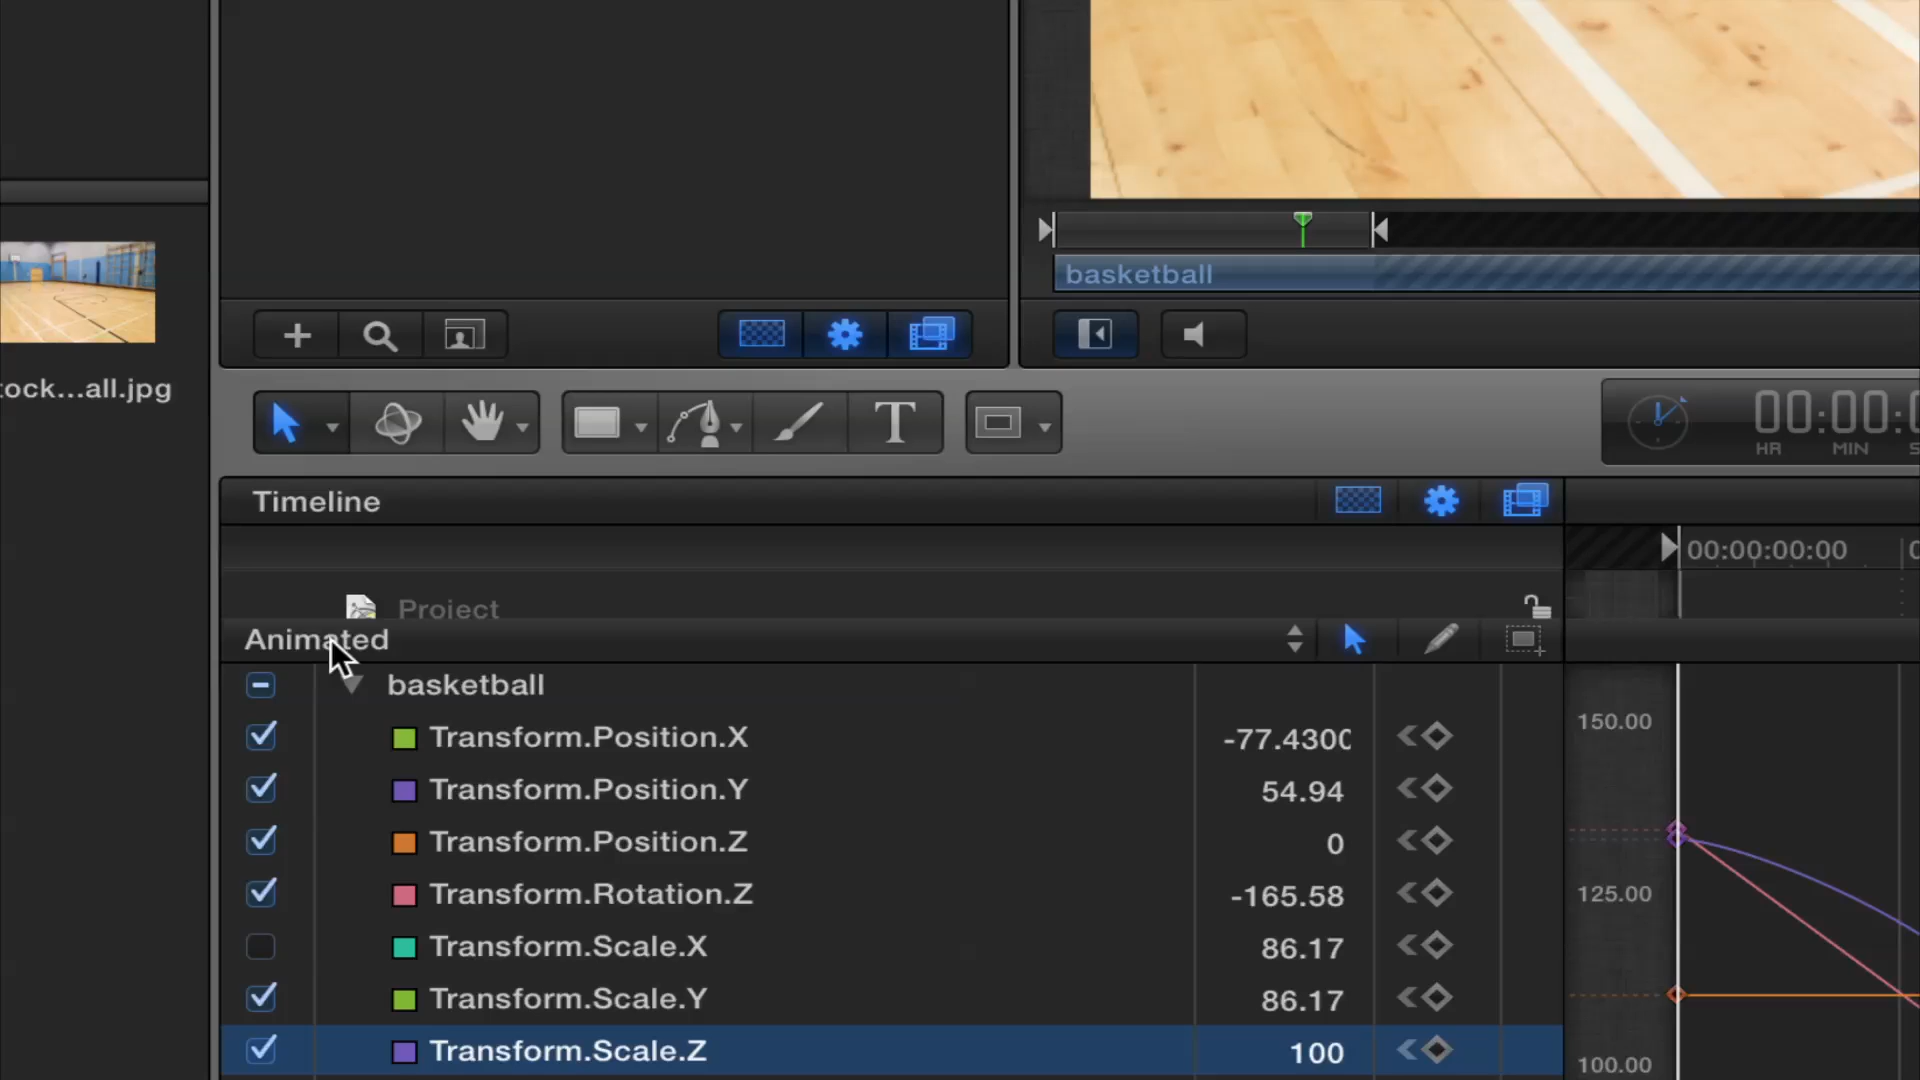 basketball
tock...all.jpg
T
00:00:0
HR MIN S
Timeline
00:00:00:00
Project
Animated
basketball
Transform.Position.X -77.4300
150.00
Transform.Position.Y 54.94
Transform.Position.Z 0
Transform.Rotation.Z -165.58
125.00
Transform.Scale.X 86.17
Transform.Scale.Y 86.17
Transform.Scale.Z 100
100.00